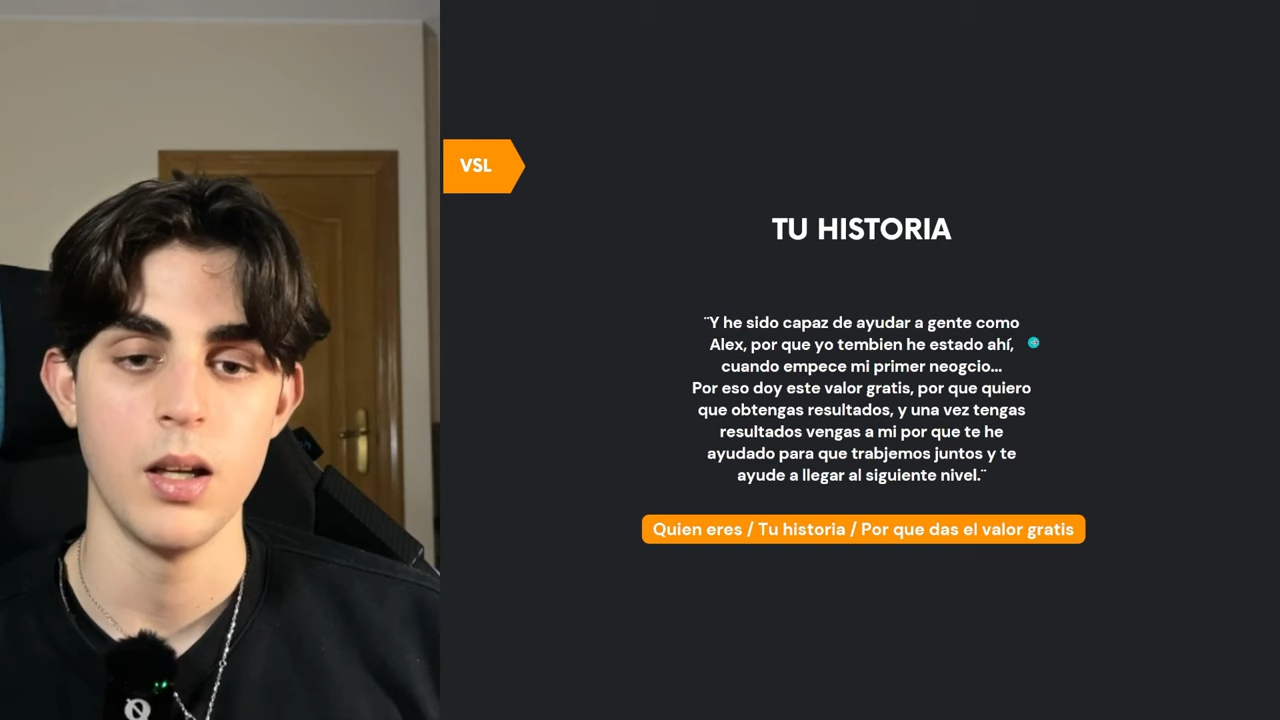 VSL
TU HISTORIA
¨Y he sido capaz de ayudar a gente como
Alex, por que yo tembien he estado ahí,
cuando empece mi primer neogcio...
Por eso doy este valor gratis, por que quiero
que obtengas resultados, y una vez tengas
resultados vengas a mi por que te he
ayudado para que trabjemos juntos y te
ayude a llegar al siguiente nivel.¨
Quien eres / Tu historia / Por que das el valor gratis